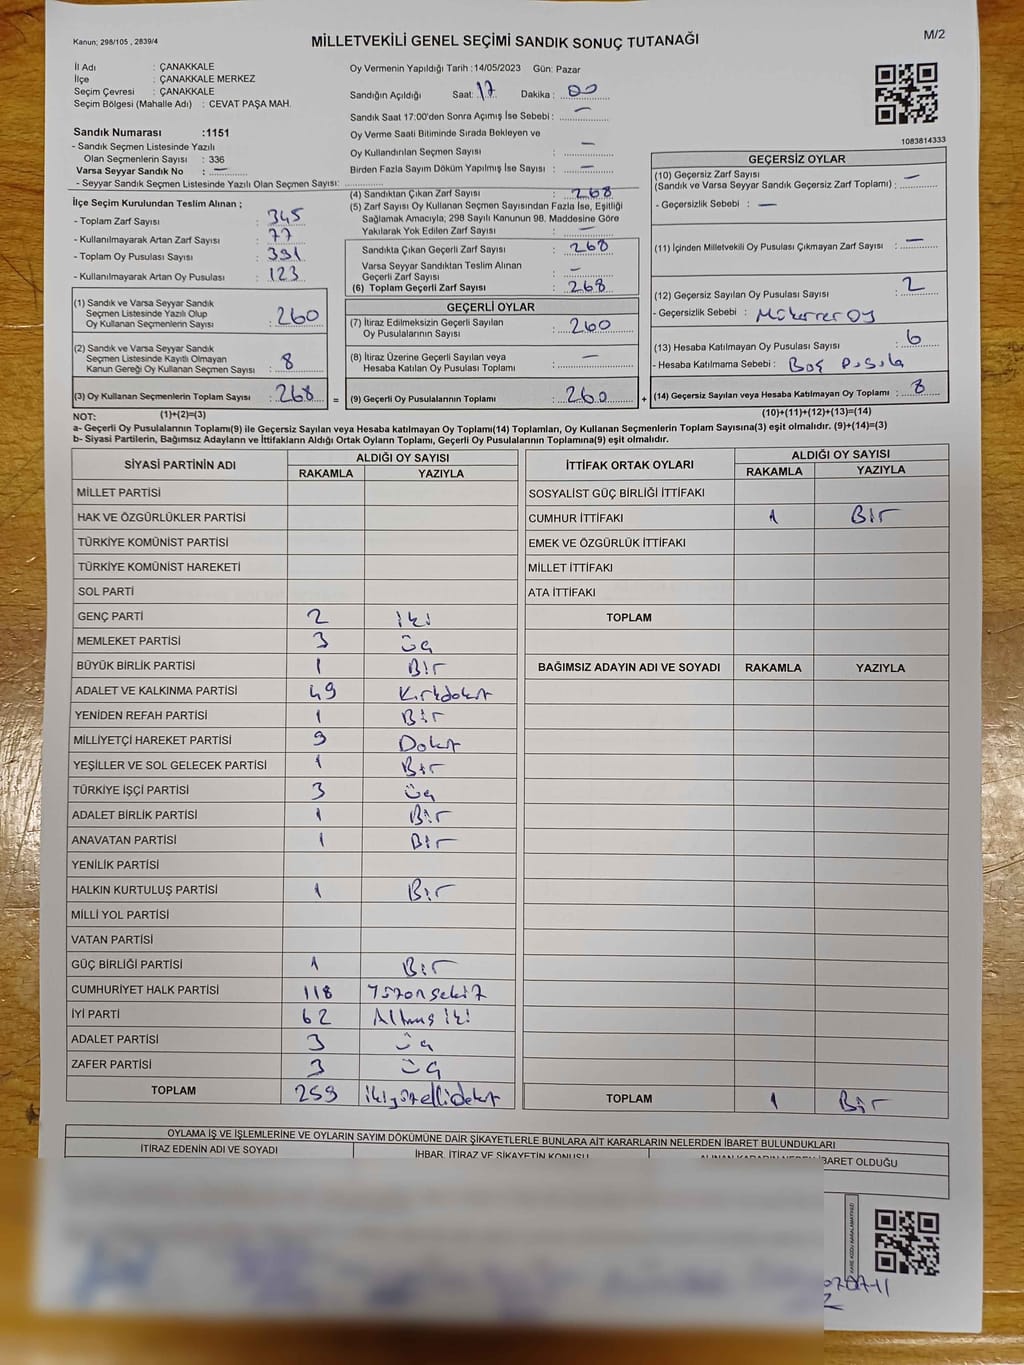 Kanun; 298/105 , 2839/4
MİLLETVEKİLİ GENEL SEÇİMİ SANDIK SONUÇ TUTANAĞI
M/2
İl Adı : ÇANAKKALE
İlçe : ÇANAKKALE MERKEZ
Seçim Çevresi : ÇANAKKALE
Seçim Bölgesi (Mahalle Adı) : CEVAT PAŞA MAH.
Sandık Numarası :1151
- Sandık Seçmen Listesinde Yazılı
Olan Seçmenlerin Sayısı : 336
Varsa Seyyar Sandık No : —
- Seyyar Sandık Seçmen Listesinde Yazılı Olan Seçmen Sayısı:
Oy Vermenin Yapıldığı Tarih :14/05/2023 Gün: Pazar
Sandığın Açıldığı Saat: 17 Dakika : 00
Sandık Saat 17:00'den Sonra Açımış İse Sebebi : —
Oy Verme Saati Bitiminde Sırada Bekleyen ve
Oy Kullandırılan Seçmen Sayısı : —
Birden Fazla Sayım Döküm Yapılmış İse Sayısı : —
1083814333
İlçe Seçim Kurulundan Teslim Alınan ;
- Toplam Zarf Sayısı : 345
- Kullanılmayarak Artan Zarf Sayısı : 77
- Toplam Oy Pusulası Sayısı : 391
- Kullanılmayarak Artan Oy Pusulası : 123
(1) Sandık ve Varsa Seyyar Sandık
Seçmen Listesinde Yazılı Olup
Oy Kullanan Seçmenlerin Sayısı : 260
(2) Sandık ve Varsa Seyyar Sandık
Seçmen Listesinde Kayıtlı Olmayan
Kanun Gereği Oy Kullanan Seçmen Sayısı : 8
(3) Oy Kullanan Seçmenlerin Toplam Sayısı : 268 =
(4) Sandıktan Çıkan Zarf Sayısı : 268
(5) Zarf Sayısı Oy Kullanan Seçmen Sayısından Fazla İse, Eşitliği
Sağlamak Amacıyla; 298 Sayılı Kanunun 98. Maddesine Göre
Yakılarak Yok Edilen Zarf Sayısı : —
Sandıkta Çıkan Geçerli Zarf Sayısı : 268
Varsa Seyyar Sandıktan Teslim Alınan
Geçerli Zarf Sayısı : —
(6) Toplam Geçerli Zarf Sayısı : 268
GEÇERLİ OYLAR
(7) İtiraz Edilmeksizin Geçerli Sayılan
Oy Pusulalarının Sayısı : 260
(8) İtiraz Üzerine Geçerli Sayılan veya
Hesaba Katılan Oy Pusulası Toplamı : —
(9) Geçerli Oy Pusulalarının Toplamı : 260 +
GEÇERSİZ OYLAR
(10) Geçersiz Zarf Sayısı
(Sandık ve Varsa Seyyar Sandık Geçersiz Zarf Toplamı) : —
- Geçersizlik Sebebi : —
(11) İçinden Milletvekili Oy Pusulası Çıkmayan Zarf Sayısı : —
(12) Geçersiz Sayılan Oy Pusulası Sayısı : 2
- Geçersizlik Sebebi : Mükerrer Oy
(13) Hesaba Katılmayan Oy Pusulası Sayısı : 6
- Hesaba Katılmama Sebebi : Boş Pusula
(14) Geçersiz Sayılan veya Hesaba Katılmayan Oy Toplamı : 8
NOT: (1)+(2)=(3) (10)+(11)+(12)+(13)=(14)
a- Geçerli Oy Pusulalarının Toplamı(9) ile Geçersiz Sayılan veya Hesaba katılmayan Oy Toplamı(14) Toplamları, Oy Kullanan Seçmenlerin Toplam Sayısına(3) eşit olmalıdır. (9)+(14)=(3)
b- Siyasi Partilerin, Bağımsız Adayların ve İttifakların Aldığı Ortak Oyların Toplamı, Geçerli Oy Pusulalarının Toplamına(9) eşit olmalıdır.
SİYASİ PARTİNİN ADI ALDIĞI OY SAYISI
RAKAMLA YAZIYLA
MİLLET PARTİSİ
HAK VE ÖZGÜRLÜKLER PARTİSİ
TÜRKİYE KOMÜNİST PARTİSİ
TÜRKİYE KOMÜNİST HAREKETİ
SOL PARTİ
GENÇ PARTİ 2 iki
MEMLEKET PARTİSİ 3 üç
BÜYÜK BİRLİK PARTİSİ 1 Bir
ADALET VE KALKINMA PARTİSİ 49 Kırkdokuz
YENİDEN REFAH PARTİSİ 1 Bir
MİLLİYETÇİ HAREKET PARTİSİ 9 Dokuz
YEŞİLLER VE SOL GELECEK PARTİSİ 1 Bir
TÜRKİYE İŞÇİ PARTİSİ 3 üç
ADALET BİRLİK PARTİSİ 1 Bir
ANAVATAN PARTİSİ 1 Bir
YENİLİK PARTİSİ
HALKIN KURTULUŞ PARTİSİ 1 Bir
MİLLİ YOL PARTİSİ
VATAN PARTİSİ
GÜÇ BİRLİĞİ PARTİSİ 1 Bir
CUMHURİYET HALK PARTİSİ 118 Yüzonsekiz
İYİ PARTİ 62 Altmış iki
ADALET PARTİSİ 3 üç
ZAFER PARTİSİ 3 üç
TOPLAM 259 ikiyüzellidokuz
İTTİFAK ORTAK OYLARI ALDIĞI OY SAYISI
RAKAMLA YAZIYLA
SOSYALİST GÜÇ BİRLİĞİ İTTİFAKI
CUMHUR İTTİFAKI 1 Bir
EMEK VE ÖZGÜRLÜK İTTİFAKI
MİLLET İTTİFAKI
ATA İTTİFAKI
TOPLAM
BAĞIMSIZ ADAYIN ADI VE SOYADI RAKAMLA YAZIYLA
TOPLAM 1 Bir
OYLAMA İŞ VE İŞLEMLERİNE VE OYLARIN SAYIM DÖKÜMÜNE DAİR ŞİKAYETLERLE BUNLARA AİT KARARLARIN NELERDEN İBARET BULUNDUKLARI
İTİRAZ EDENİN ADI VE SOYADI İHBAR, İTİRAZ VE ŞİKAYETİN KONUSU ALINAN KARARIN NEDEN İBARET OLDUĞU